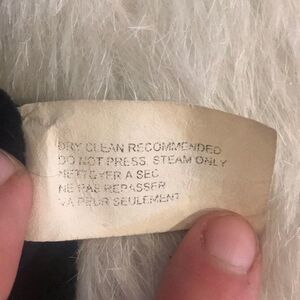 DRY CLEAN RECOMMENDED
DO NOT PRESS. STEAM ONLY
NETTOYER A SEC
NE PAS REPASSER
VAPEUR SEULEMENT